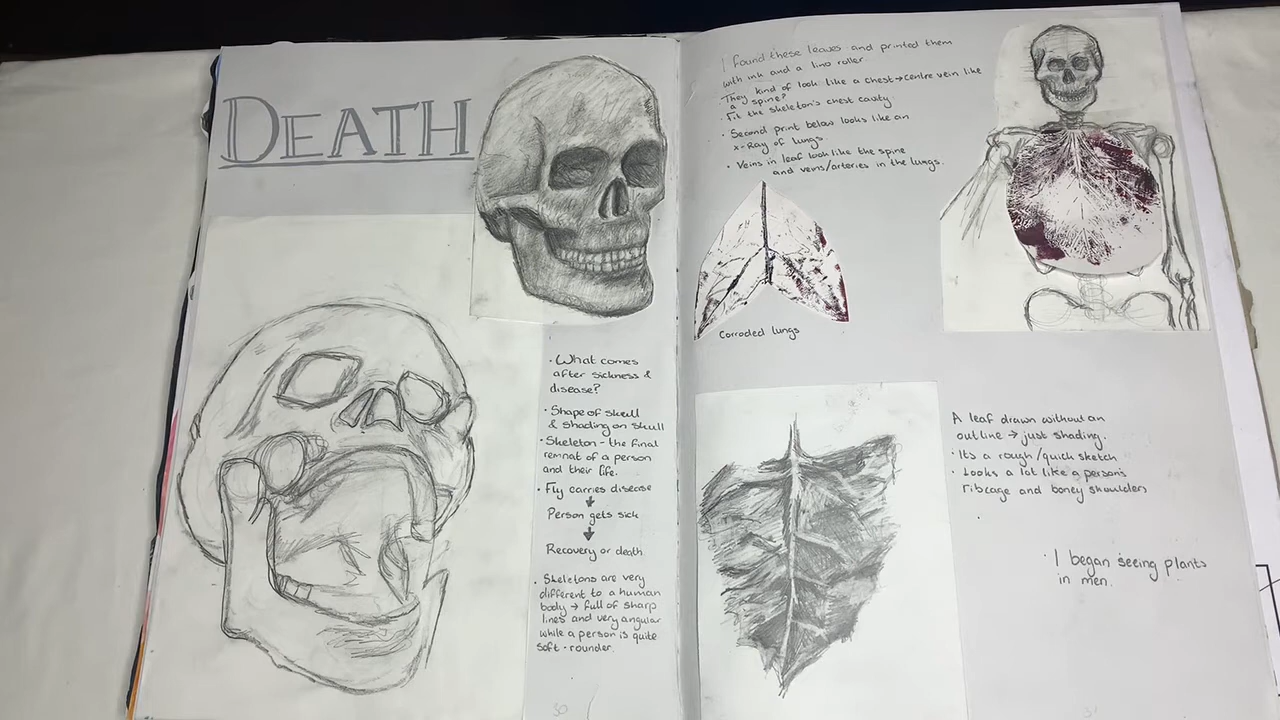 DEATH
• What comes
after sickness &
disease?
• Shape of skull
& shading on skull
• Skeleton - the final
remnat of a person
and their life.
• Fly carries disease
↓
Person gets sick
↓
Recovery or death
• Skeletons are very
different to a human
body → full of sharp
lines and very angular
while a person is quite
soft · rounder.
30
I found these leaves and printed them
with ink and a lino roller
They kind of look like a chest → centre vein like
a spine?
• Fit the skeleton's chest cavity.
• Second print below looks like an
x-Ray of lungs.
• Veins in leaf look like the spine
and veins/arteries in the lungs.
Corroded lungs
A leaf drawn without an
outline → just shading.
• Its a rough/quick sketch
• Looks a lot like a person's
ribcage and boney shoulders
• I began seeing plants
in men.